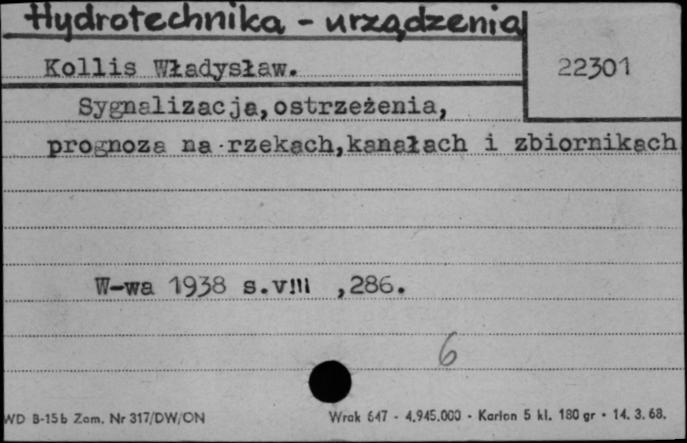 Hydrotechnika - urządzenia
Kollis Władysław.
22301
Sygnalizacja, ostrzeżenia,
prognoza na rzekach, kanałach i zbiornikach
W-wa 1938 s.VIII ,286.
6
WD B-15b Zam. Nr 317/DW/ON
Wrak 647 - 4.945.000 - Karton 5 kl. 180 gr - 14. 3. 68.